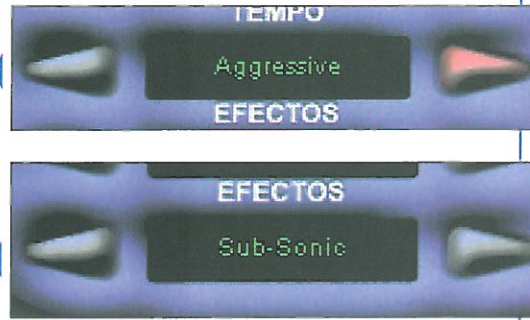 TEMPO
Aggressive
EFECTOS
EFECTOS
Sub-Sonic